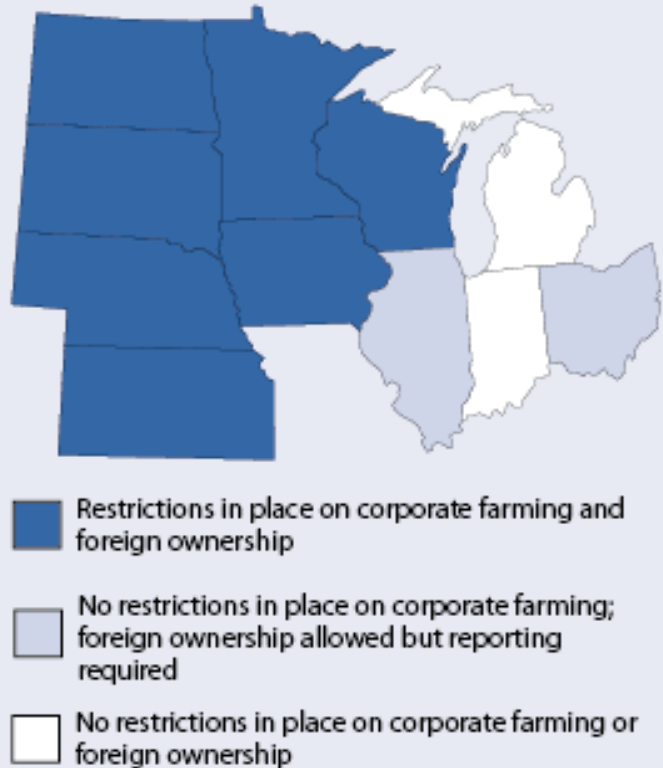 Restrictions in place on corporate farming and
foreign ownership
No restrictions in place on corporate farming;
foreign ownership allowed but reporting
required
No restrictions in place on corporate farming or
foreign ownership